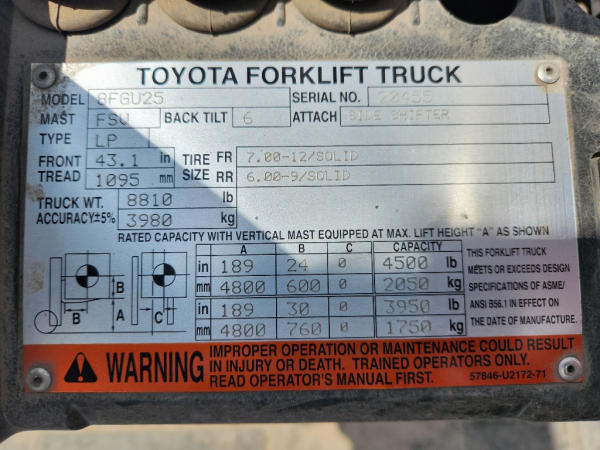 TOYOTA FORKLIFT TRUCK
MODEL 8FGU25 SERIAL NO. 20455
MAST FSV BACK TILT 6 ATTACH SIDE SHIFTER
TYPE LP
FRONT TREAD 43.1 in TIRE SIZE FR 7.00-12/SOLID
1095 mm RR 6.00-9/SOLID
TRUCK WT. 8810 lb
ACCURACY±5% 3980 kg
RATED CAPACITY WITH VERTICAL MAST EQUIPPED AT MAX. LIFT HEIGHT "A" AS SHOWN
A B C CAPACITY
in 189 24 0 4500 lb
mm 4800 600 0 2050 kg
in 189 30 0 3950 lb
mm 4800 760 0 1750 kg
B
B A C
THIS FORKLIFT TRUCK
MEETS OR EXCEEDS DESIGN
SPECIFICATIONS OF ASME/
ANSI B56.1 IN EFFECT ON
THE DATE OF MANUFACTURE.
WARNING
IMPROPER OPERATION OR MAINTENANCE COULD RESULT
IN INJURY OR DEATH. TRAINED OPERATORS ONLY.
READ OPERATOR'S MANUAL FIRST.
57846-U2172-71